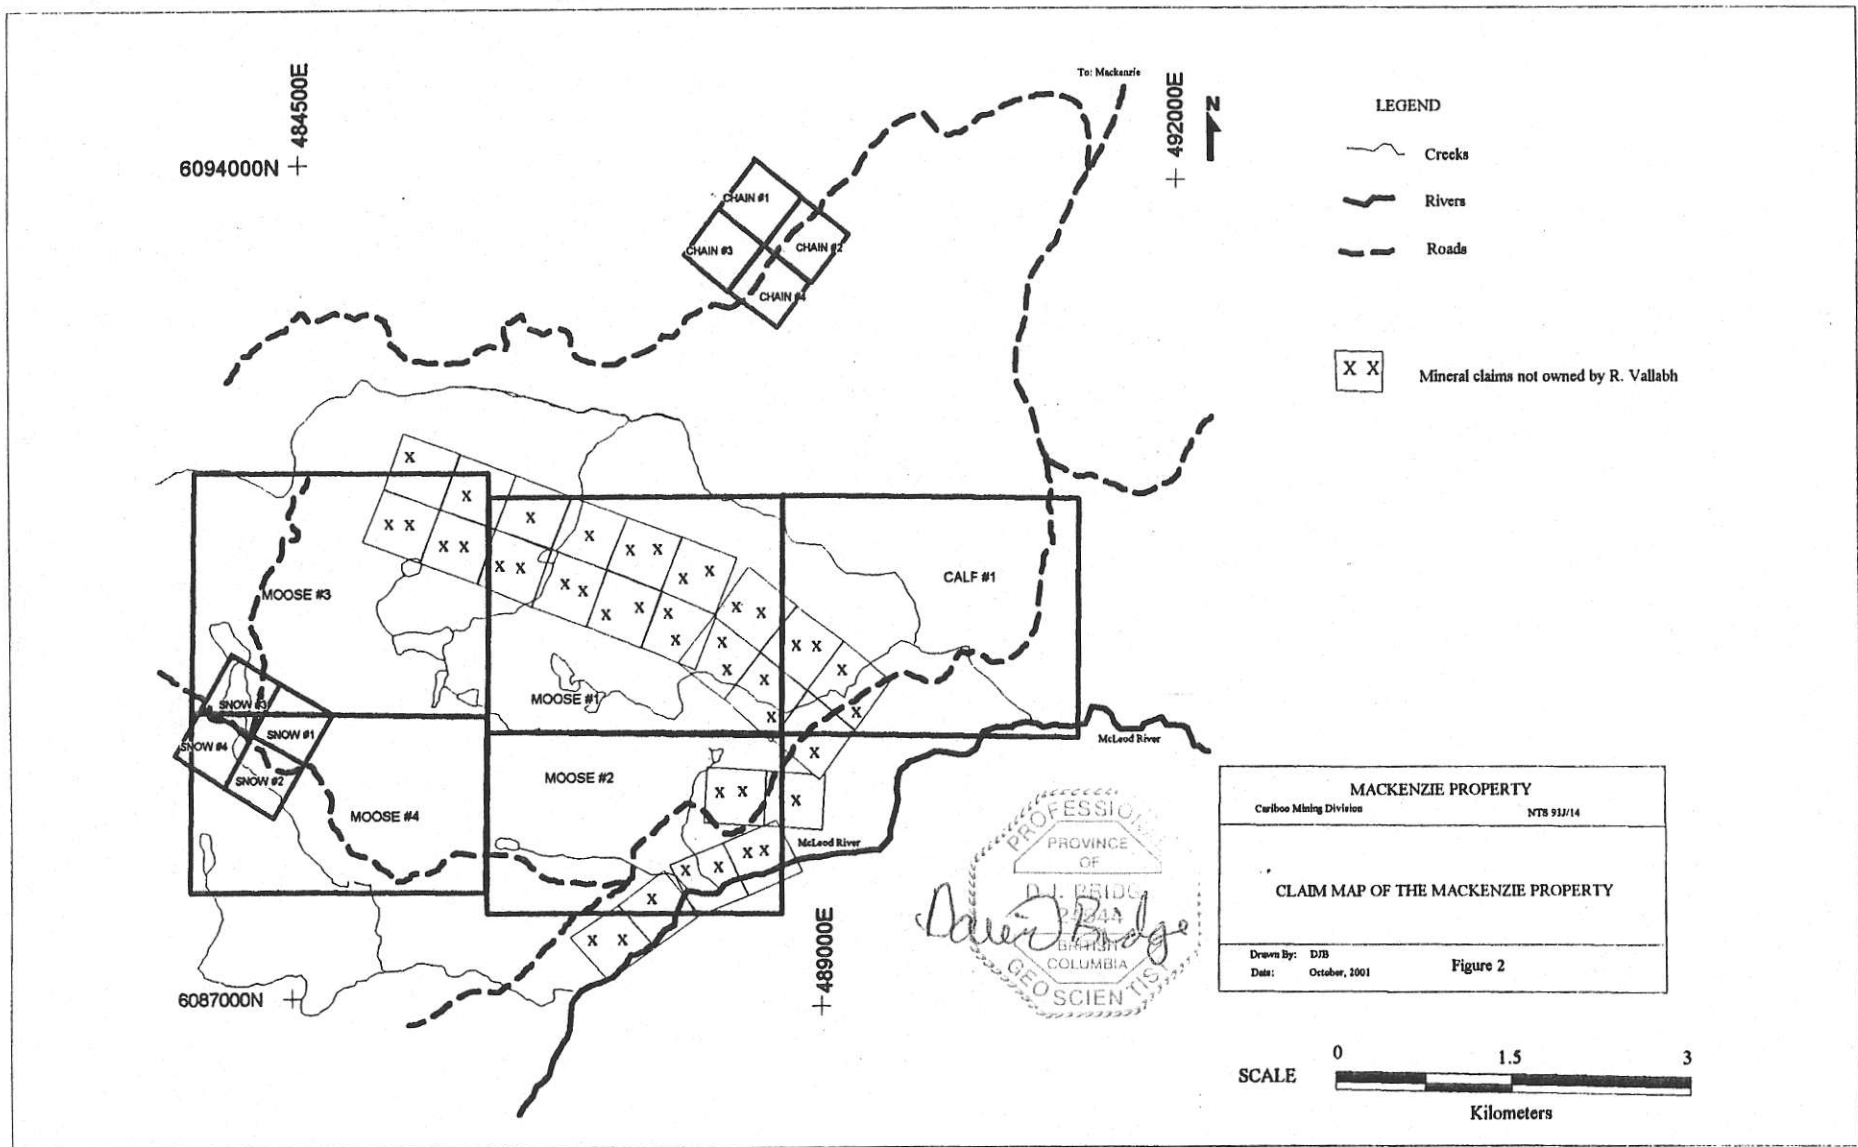 484500E
To: Mackenzie
492000E
N
LEGEND
6094000N
Creeks
Rivers
Roads
CHAIN #1
CHAIN #3
CHAIN #2
CHAIN #4
X X
Mineral claims not owned by R. Vallabh
X
X
X X
X
X X
X
X X
X X
X X
X X
X X
X X
X X
X X
X X
X
X X
X
X
X
X
X X
X
X
X
X X
X
X X
MOOSE #3
CALF #1
MOOSE #1
SNOW #3
SNOW #1
SNOW #4
SNOW #2
MOOSE #2
MOOSE #4
McLeod River
McLeod River
MACKENZIE PROPERTY
Cariboo Mining Division
NTS 93J/14
CLAIM MAP OF THE MACKENZIE PROPERTY
Drawn By: DJB
Date: October, 2001
Figure 2
PROVINCE
OF
BRITISH
COLUMBIA
GEOSCIENTIST
David Bridge
6087000N
489000E
SCALE
0 1.5 3
Kilometers